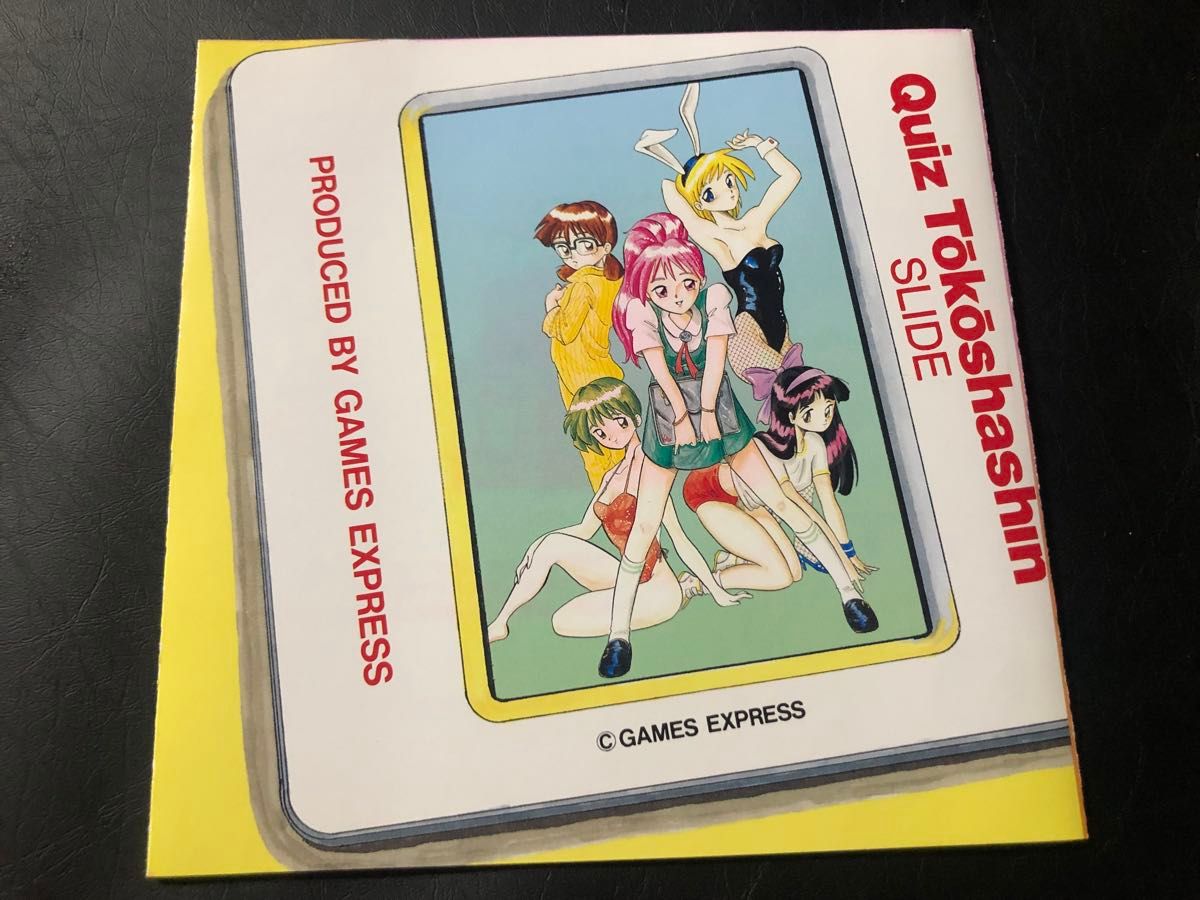 Quiz Tōkōshashin
SLIDE
PRODUCED BY GAMES EXPRESS
©GAMES EXPRESS